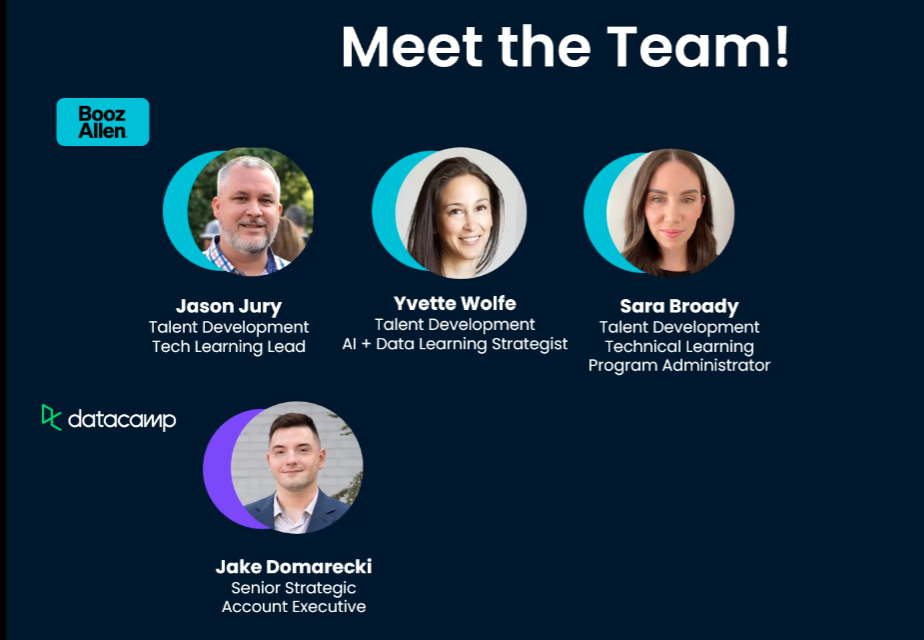 Meet the Team!
Booz
Allen
Jason Jury
Talent Development
Tech Learning Lead
Yvette Wolfe
Talent Development
AI + Data Learning Strategist
Sara Broady
Talent Development
Technical Learning
Program Administrator
datacamp
Jake Domarecki
Senior Strategic
Account Executive